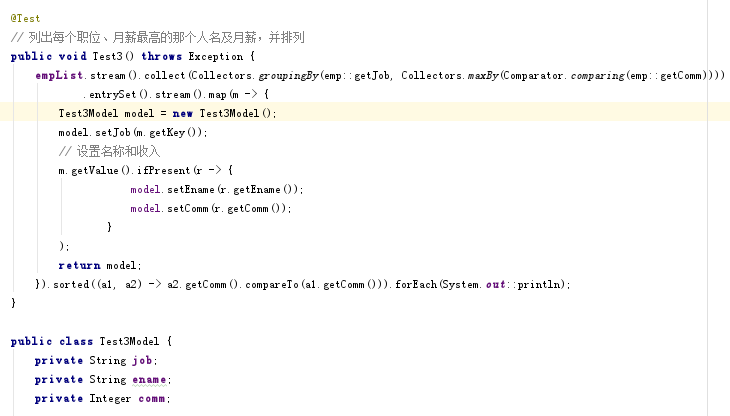 @Test
// 列出每个职位、月薪最高的那个人名及月薪，并排列
public void Test3() throws Exception {
empList.stream().collect(Collectors.groupingBy(emp::getJob, Collectors.maxBy(Comparator.comparing(emp::getComm))))
.entrySet().stream().map(m -> {
Test3Model model = new Test3Model();
model.setJob(m.getKey());
// 设置名称和收入
m.getValue().ifPresent(r -> {
model.setEname(r.getEname());
model.setComm(r.getComm());
}
);
return model;
}).sorted((a1, a2) -> a2.getComm().compareTo(a1.getComm())).forEach(System.out::println);
}
public class Test3Model {
private String job;
private String ename;
private Integer comm;